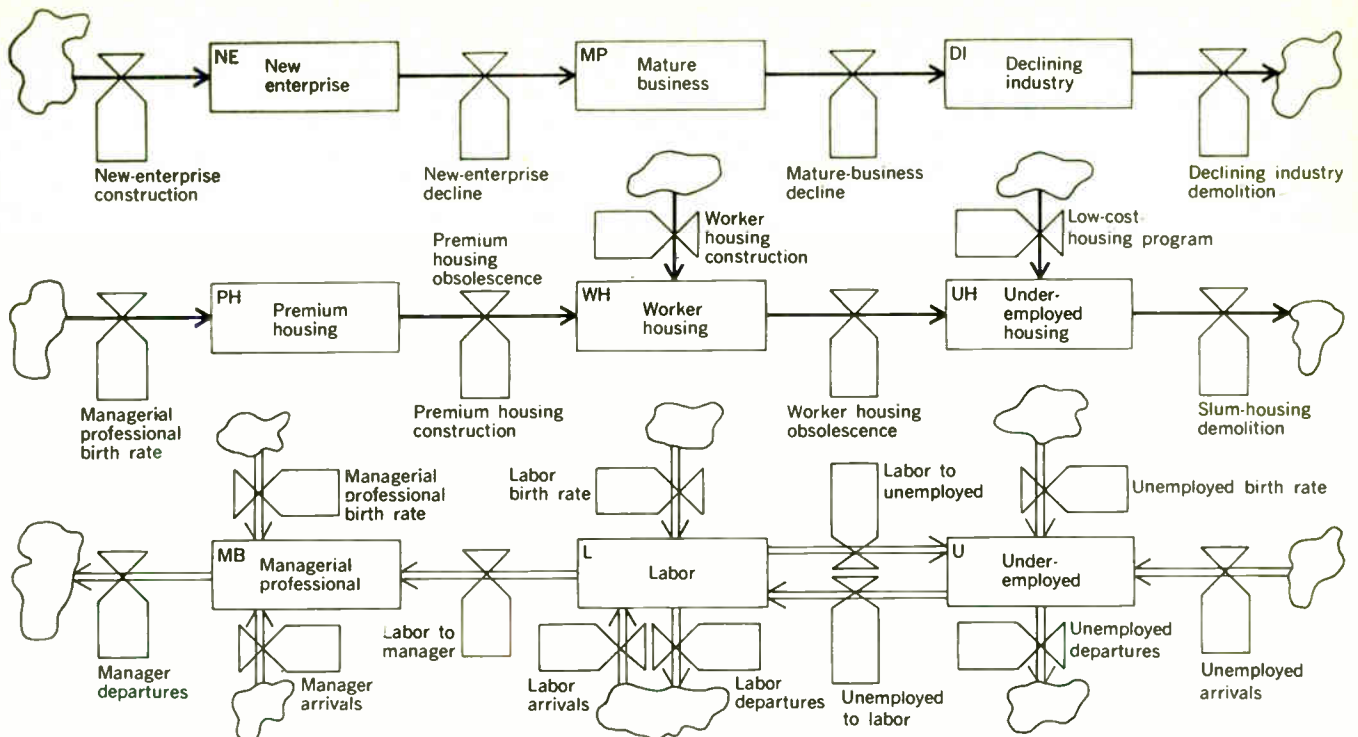 NE
New
enterprise
MP
Mature
business
DI
Declining
industry
New-enterprise
construction
New-enterprise
decline
Mature-business
decline
Declining industry
demolition
Worker
housing
construction
Low-cost
housing program
Premium
housing
obsolescence
PH
Premium
housing
WH
Worker
housing
UH
Under-
employed
housing
Managerial
professional
birth rate
Premium housing
construction
Worker housing
obsolescence
Slum-housing
demolition
Managerial
professional
birth rate
Labor
birth rate
Labor to
unemployed
Unemployed birth rate
MB
Managerial
professional
L
Labor
U
Under-
employed
Manager
departures
Manager
arrivals
Labor to
manager
Labor
arrivals
Labor
departures
Unemployed
to labor
Unemployed
departures
Unemployed
arrivals